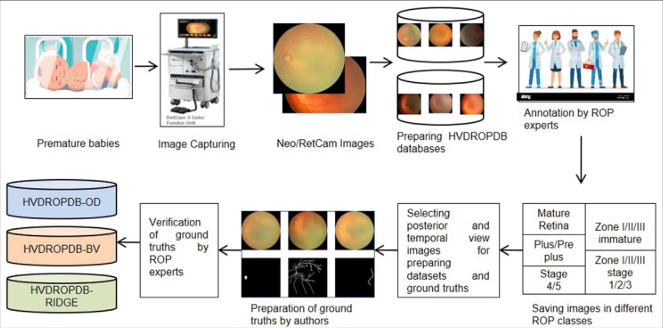 RetCam 3 Color
Fundus Unit
alamy
Premature babies
Image Capturing
Neo/RetCam Images
Preparing HVDROPDB
databases
Annotation by ROP
experts
HVDROPDB-OD
HVDROPDB-BV
HVDROPDB-
RIDGE
Verification
of ground
truths by
ROP
experts
Preparation of ground
truths by authors
Selecting
posterior and
temporal view
images for
preparing
datasets and
ground truths
Mature
Retina
Plus/Pre
plus
Stage
4/5
Zone I/II/III
immature
Zone I/II/III
stage
1/2/3
Saving images in different
ROP classes